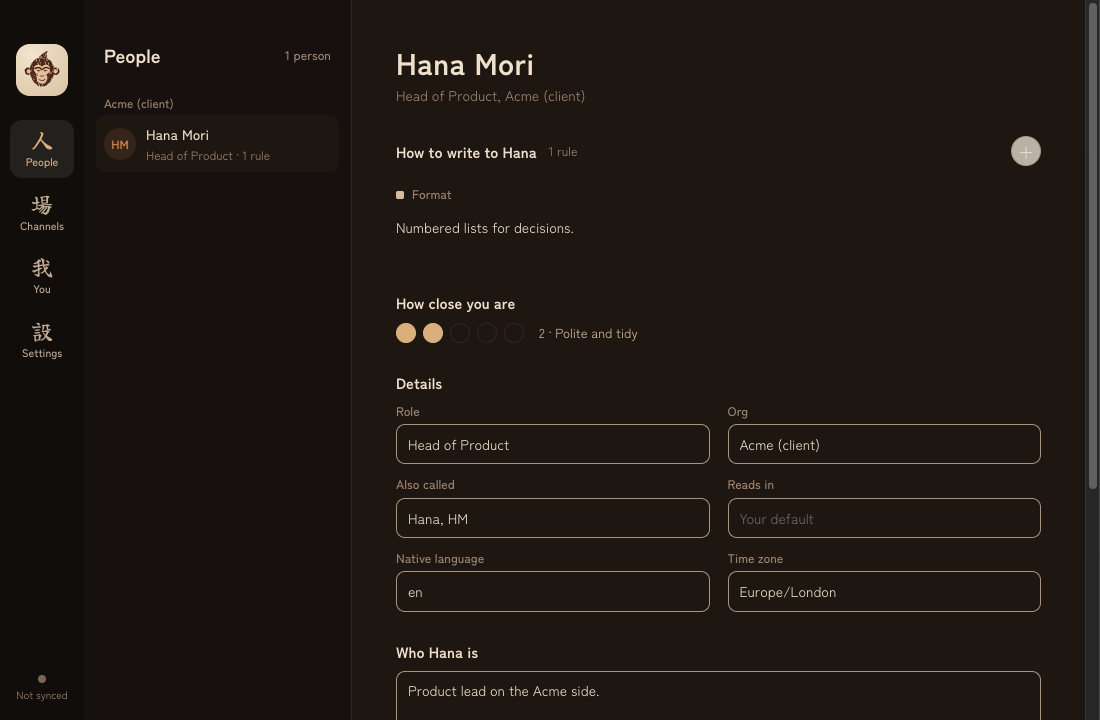 People
1 person
Acme (client)
HM
Hana Mori
Head of Product · 1 rule
人
People
場
Channels
我
You
設
Settings
Not synced
Hana Mori
Head of Product, Acme (client)
How to write to Hana
1 rule
+
Format
Numbered lists for decisions.
How close you are
2 · Polite and tidy
Details
Role
Org
Head of Product
Acme (client)
Also called
Reads in
Hana, HM
Your default
Native language
Time zone
en
Europe/London
Who Hana is
Product lead on the Acme side.